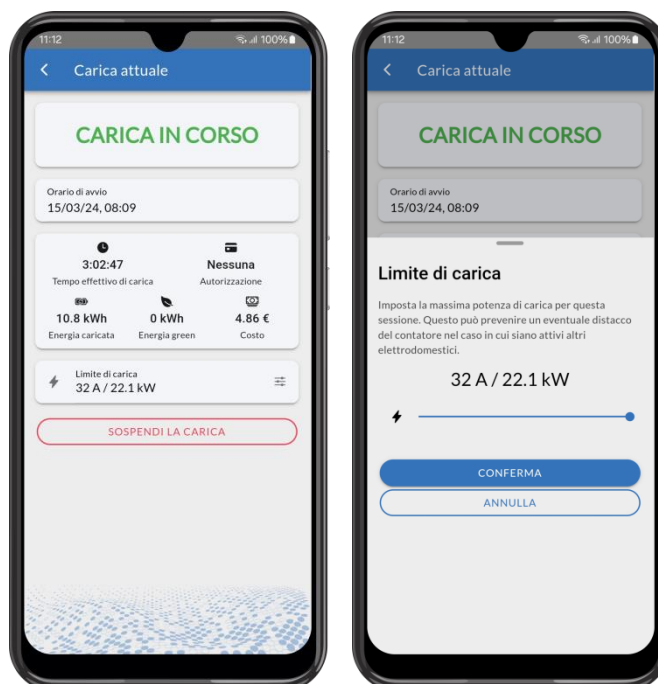 11:12
100%
Carica attuale
CARICA IN CORSO
Orario di avvio
15/03/24, 08:09
3:02:47
Nessuna
Tempo effettivo di carica
Autorizzazione
10.8 kWh
0 kWh
4.86 €
Energia caricata
Energia green
Costo
Limite di carica
32 A / 22.1 kW
SOSPENDI LA CARICA
11:12
100%
Carica attuale
CARICA IN CORSO
Orario di avvio
15/03/24, 08:09
Limite di carica
Imposta la massima potenza di carica per questa
sessione. Questo può prevenire un eventuale distacco
del contatore nel caso in cui siano attivi altri
elettrodomestici.
32 A / 22.1 kW
CONFERMA
ANNULLA